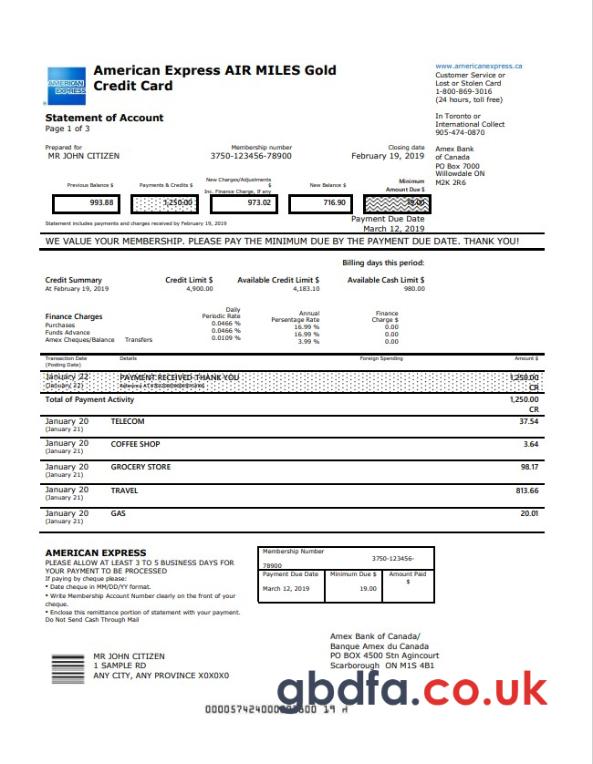 www.americanexpress.ca
American Express AIR MILES Gold
Credit Card
AMERICAN
EXPRESS
Customer Service or
Lost or Stolen Card
1-800-869-3016
(24 hours, toll free)
In Toronto or
International Collect
905-474-0870
Amex Bank
of Canada
PO Box 7000
Willowdale ON
M2K 2R6
Statement of Account
Page 1 of 3
Prepared for Membership number Closing date
MR JOHN CITIZEN 3750-123456-78900 February 19, 2019
Previous Balance $ Payments & Credits $ New Charges/Adjustments $ Inc. Finance Charge, if any New Balance $ Minimum Amount Due $
993.88 1,250.00 973.02 716.90 19.00
Statement includes payments and charges received by February 19, 2019
Payment Due Date
March 12, 2019
WE VALUE YOUR MEMBERSHIP. PLEASE PAY THE MINIMUM DUE BY THE PAYMENT DUE DATE. THANK YOU!
Billing days this period:
Credit Summary Credit Limit $ Available Credit Limit $ Available Cash Limit $
At February 19, 2019 4,900.00 4,183.10 980.00
Finance Charges Daily Periodic Rate Annual Persentage Rate Finance Charge $
Purchases 0.0466 % 16.99 % 0.00
Funds Advance 0.0466 % 16.99 % 0.00
Amex Cheques/Balance Transfers 0.0109 % 3.99 % 0.00
Transaction Date Details Foreign Spending Amount $
(Posting Date)
January 22 PAYMENT RECEIVED THANK YOU 1,250.00
(January 22) CR
Total of Payment Activity 1,250.00
CR
January 20 TELECOM 37.54
(January 21)
January 20 COFFEE SHOP 3.64
(January 21)
January 20 GROCERY STORE 98.17
(January 21)
January 20 TRAVEL 813.66
(January 21)
January 20 GAS 20.01
(January 21)
AMERICAN EXPRESS
PLEASE ALLOW AT LEAST 3 TO 5 BUSINESS DAYS FOR
YOUR PAYMENT TO BE PROCESSED
If paying by cheque please:
* Date cheque in MM/DD/YY format.
* Write Membership Account Number clearly on the front of your
cheque.
* Enclose this remittance portion of statement with your payment.
Do Not Send Cash Through Mail
Membership Number 3750-123456-
78900
Payment Due Date Minimum Due $ Amount Paid $
March 12, 2019 19.00
Amex Bank of Canada/
Banque Amex du Canada
PO BOX 4500 Stn Agincourt
Scarborough ON M1S 4B1
MR JOHN CITIZEN
1 SAMPLE RD
ANY CITY, ANY PROVINCE X0X0X0
gbdfa.co.uk